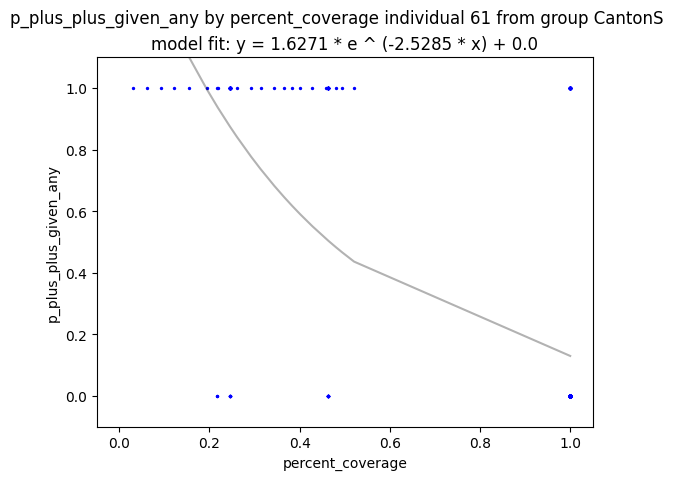 p_plus_plus_given_any by percent_coverage individual 61 from group CantonS
model fit: y = 1.6271 * e ^ (-2.5285 * x) + 0.0
1.0
0.8
0.6
0.4
0.2
0.0
p_plus_plus_given_any
0.0 0.2 0.4 0.6 0.8 1.0
percent_coverage